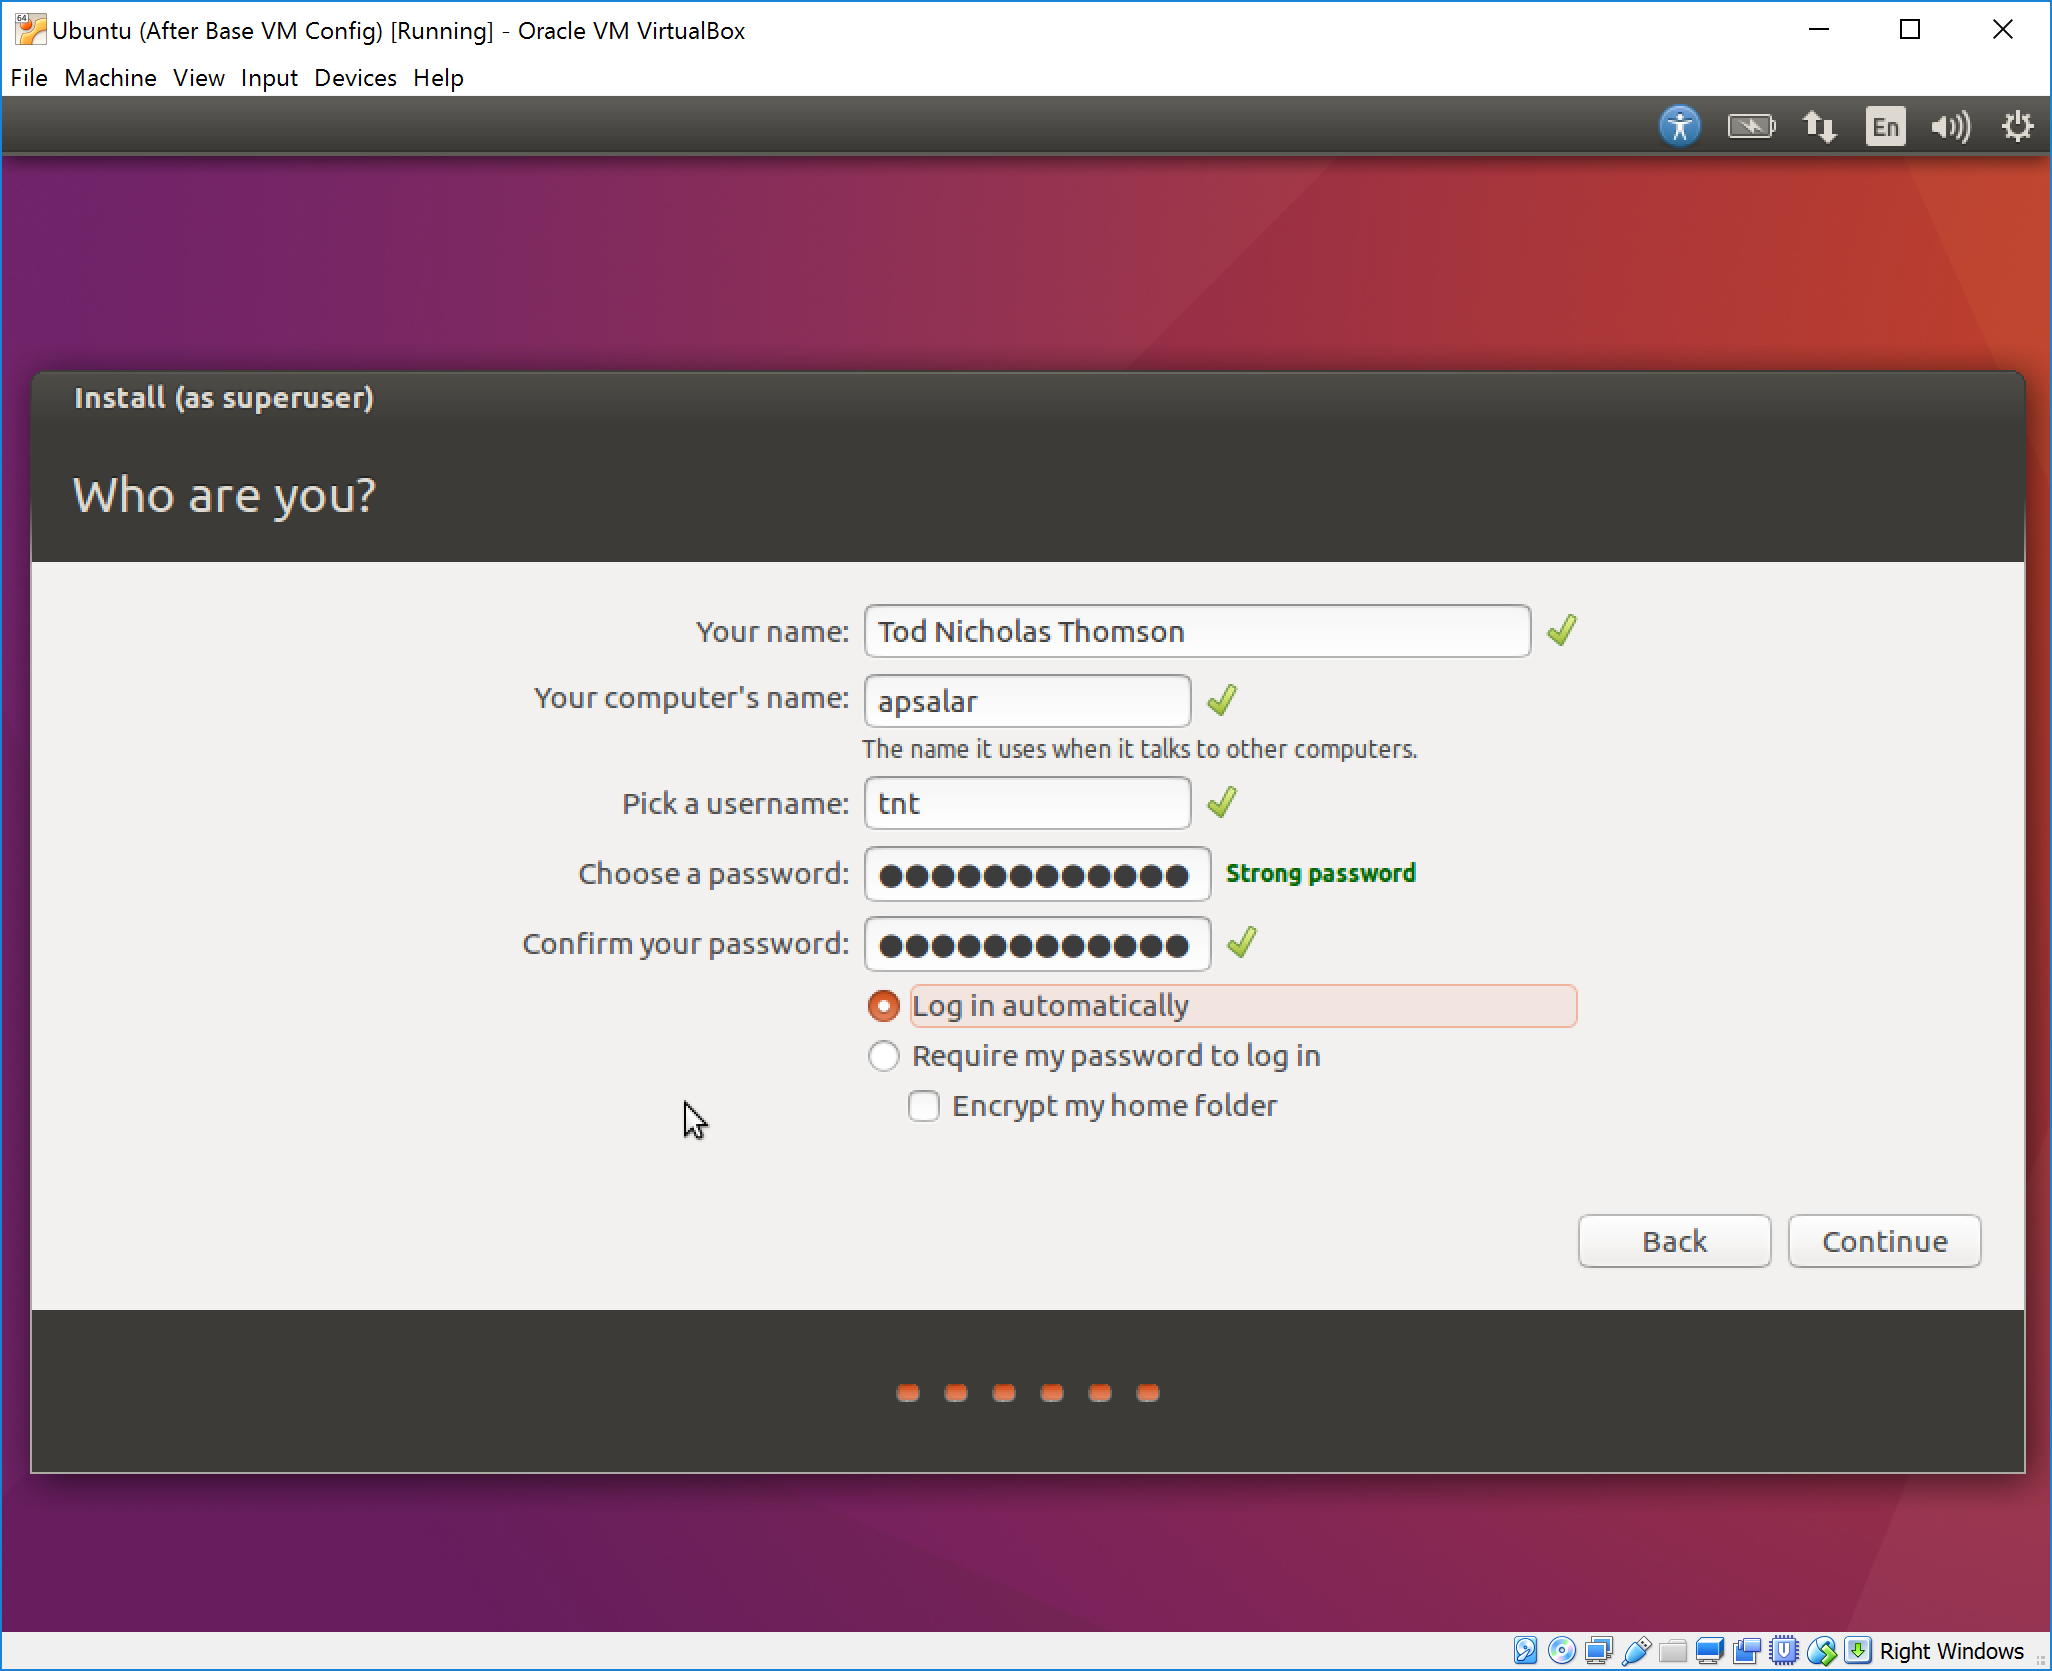 Ubuntu (After Base VM Config) [Running] - Oracle VM VirtualBox
File Machine View Input Devices Help
En
Install (as superuser)
Who are you?
Your name: Tod Nicholas Thomson
Your computer's name: apsalar
The name it uses when it talks to other computers.
Pick a username: tnt
Choose a password: ●●●●●●●●●●●● Strong password
Confirm your password: ●●●●●●●●●●●●
Log in automatically
Require my password to log in
Encrypt my home folder
Back Continue
Right Windows